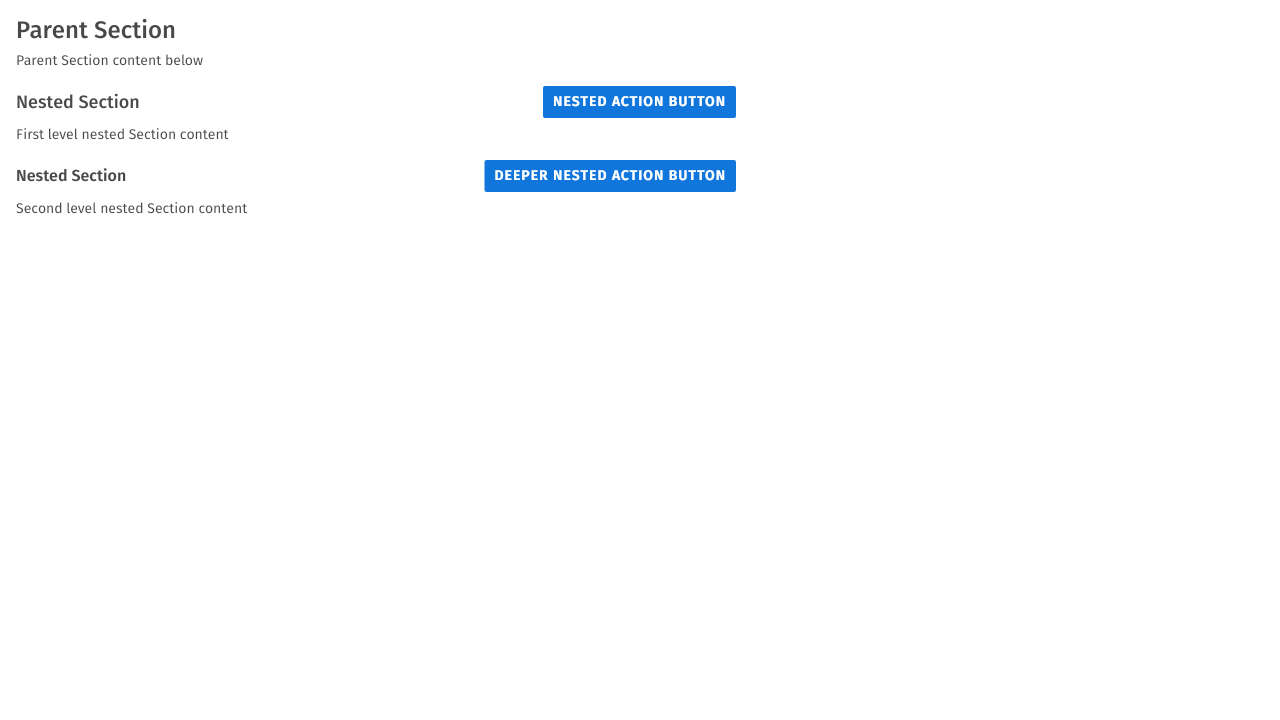 Parent Section
Parent Section content below
Nested Section
NESTED ACTION BUTTON
First level nested Section content
Nested Section
DEEPER NESTED ACTION BUTTON
Second level nested Section content